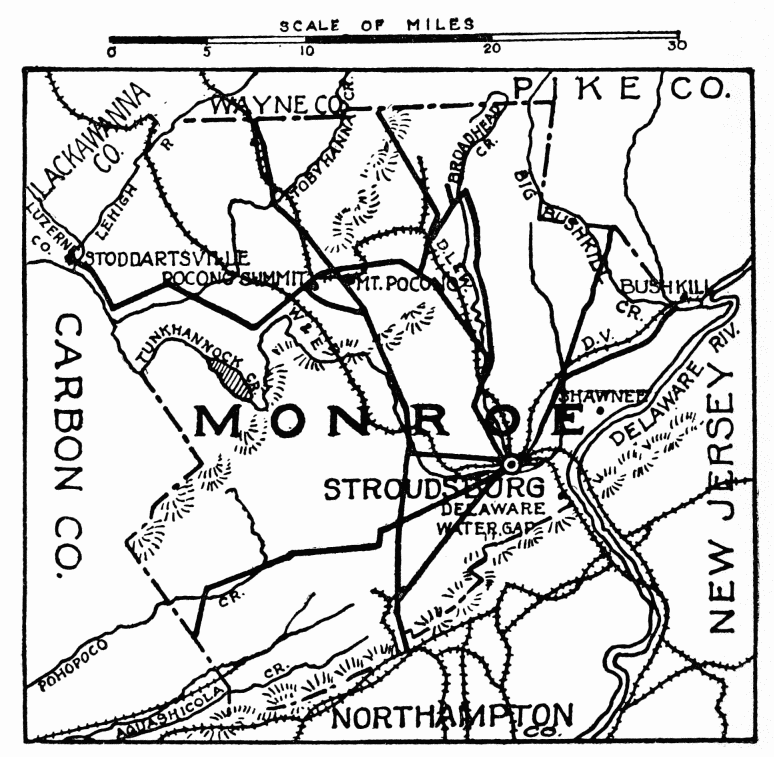 SCALE OF MILES
0 5 10 20 30
WAYNE CO.
PIKE CO.
LACKAWANNA
CO.
LUZERNE
CO.
LEHIGH
R
TOBYHANNA
CR.
BROADHEAD
CR.
BIG
BUSHKILL
CR.
BUSHKILL
STODDARTSVILLE
POCONO SUMMIT
MT. POCONO
D.L.&
W & E
TUNKHANNOCK
CR.
D.V.
SHAWNEE
DELAWARE
RIV.
CARBON CO.
MONROE
NEW JERSEY
STROUDSBURG
DELAWARE
WATER GAP
CR.
POHOPOCO
CR.
AQUASHICOLA
NORTHAMPTON
CO.